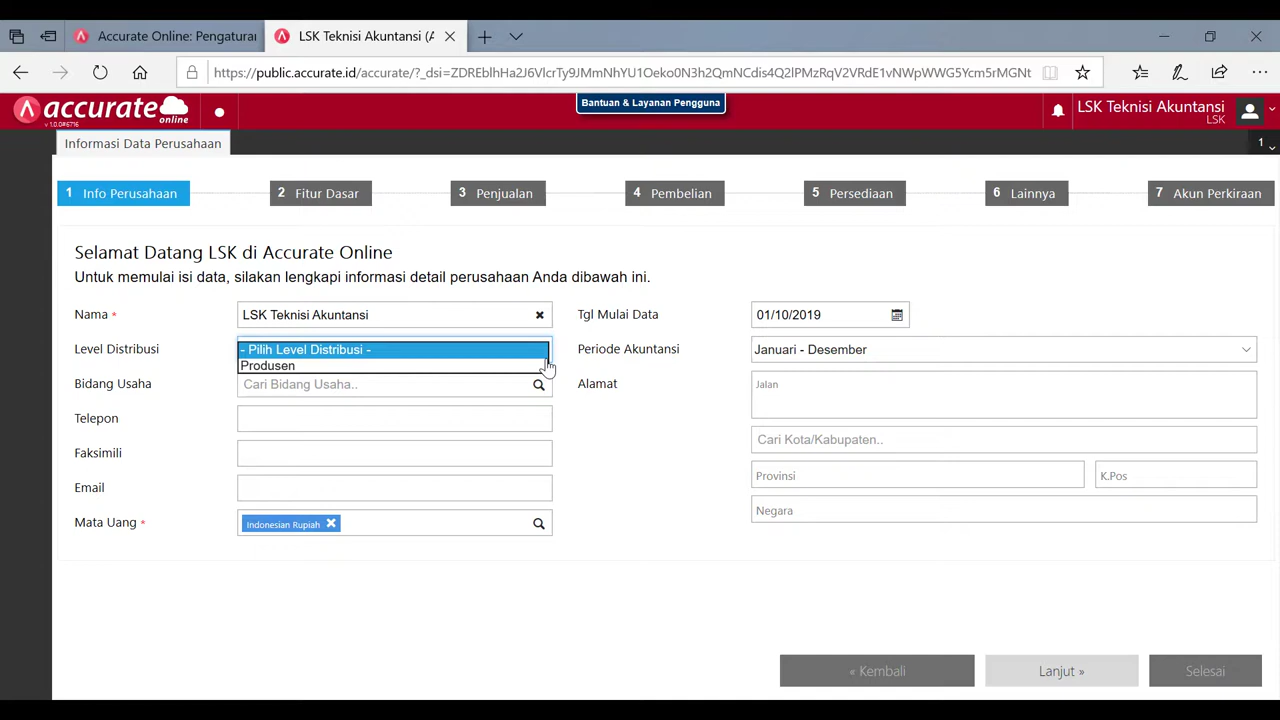 Accurate Online: Pengaturan
LSK Teknisi Akuntansi (A
https://public.accurate.id/accurate/?_dsi=ZDREblhHa2J6VlcrTy9JMmNhYU1Oeko0N3h2QmNCdis4Q2lPMzRqV2VRdE1vNWpWWG5Ycm5rMGNt
accurate
online
v 1.0.0#6716
Bantuan & Layanan Pengguna
LSK Teknisi Akuntansi
LSK
Informasi Data Perusahaan
1
1 Info Perusahaan
2 Fitur Dasar
3 Penjualan
4 Pembelian
5 Persediaan
6 Lainnya
7 Akun Perkiraan
Selamat Datang LSK di Accurate Online
Untuk memulai isi data, silakan lengkapi informasi detail perusahaan Anda dibawah ini.
Nama * LSK Teknisi Akuntansi
Tgl Mulai Data 01/10/2019
Level Distribusi - Pilih Level Distribusi -
Produsen
Periode Akuntansi Januari - Desember
Bidang Usaha Cari Bidang Usaha..
Alamat Jalan
Telepon
Cari Kota/Kabupaten..
Faksimili
Provinsi K.Pos
Email
Negara
Mata Uang * Indonesian Rupiah
« Kembali
Lanjut »
Selesai